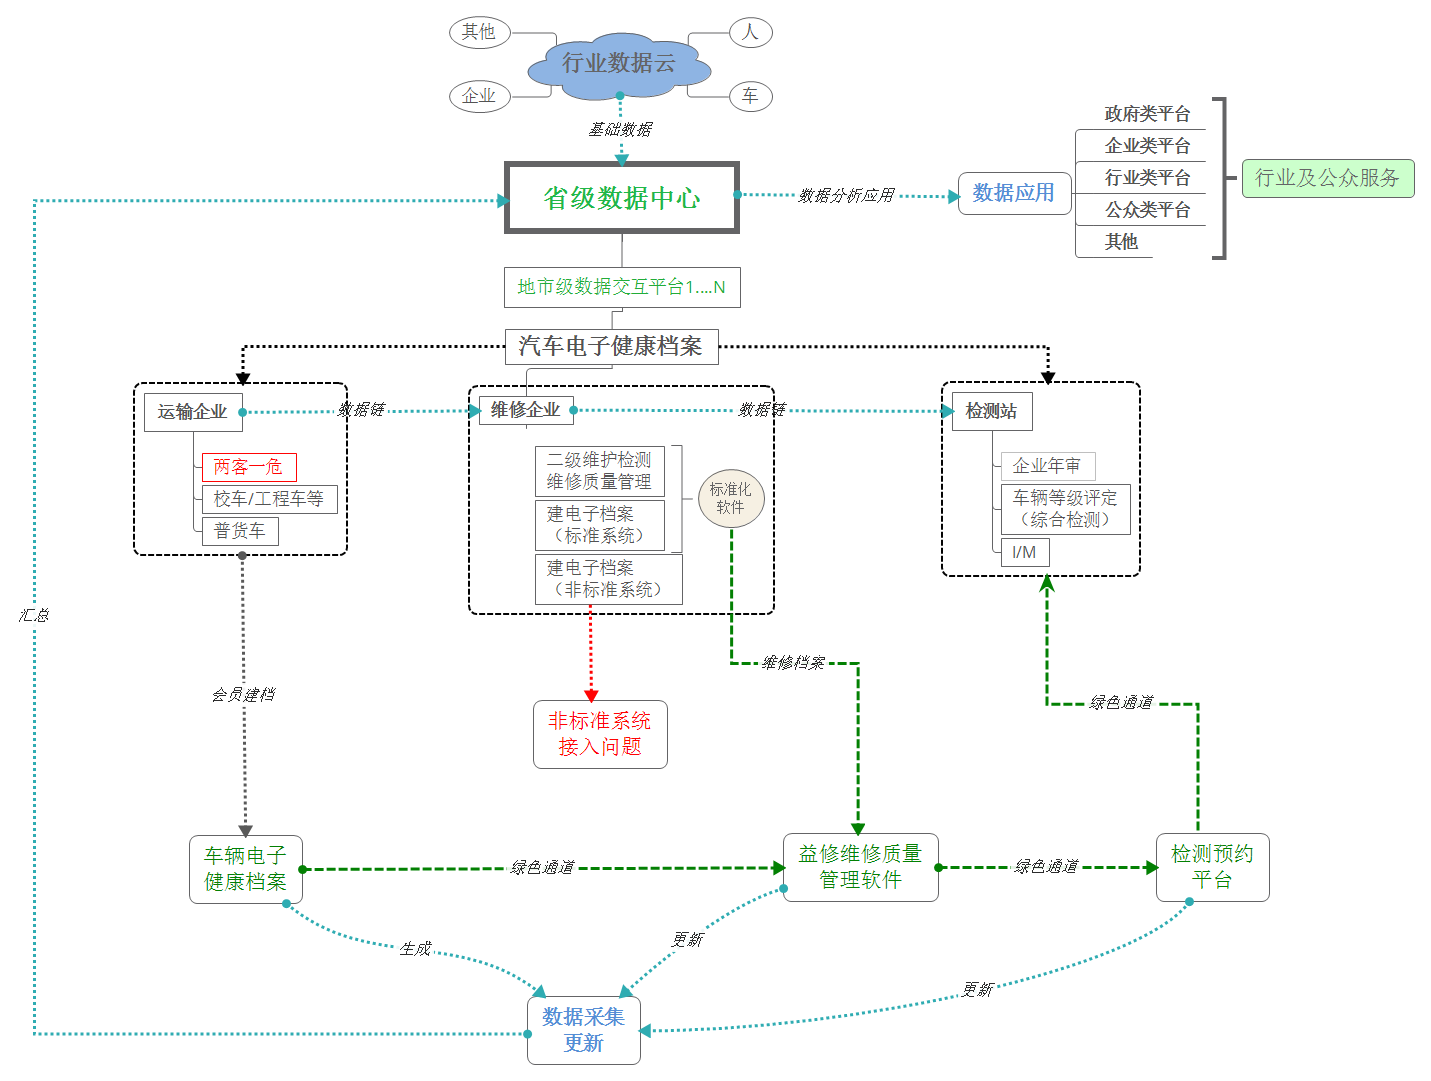 其他
人
行业数据云
企业
车
基础数据
政府类平台
企业类平台
行业类平台
公众类平台
其他
行业及公众服务
省级数据中心
数据分析应用
数据应用
地市级数据交互平台1....N
汽车电子健康档案
运输企业
数据链
维修企业
数据链
检测站
两客一危
校车/工程车等
普货车
二级维护检测
维修质量管理
建电子档案
（标准系统）
建电子档案
（非标准系统）
标准化
软件
企业年审
车辆等级评定
（综合检测）
I/M
汇总
会员建档
维修档案
绿色通道
非标准系统
接入问题
车辆电子
健康档案
绿色通道
益修维修质量
管理软件
绿色通道
检测预约
平台
生成
更新
更新
数据采集
更新